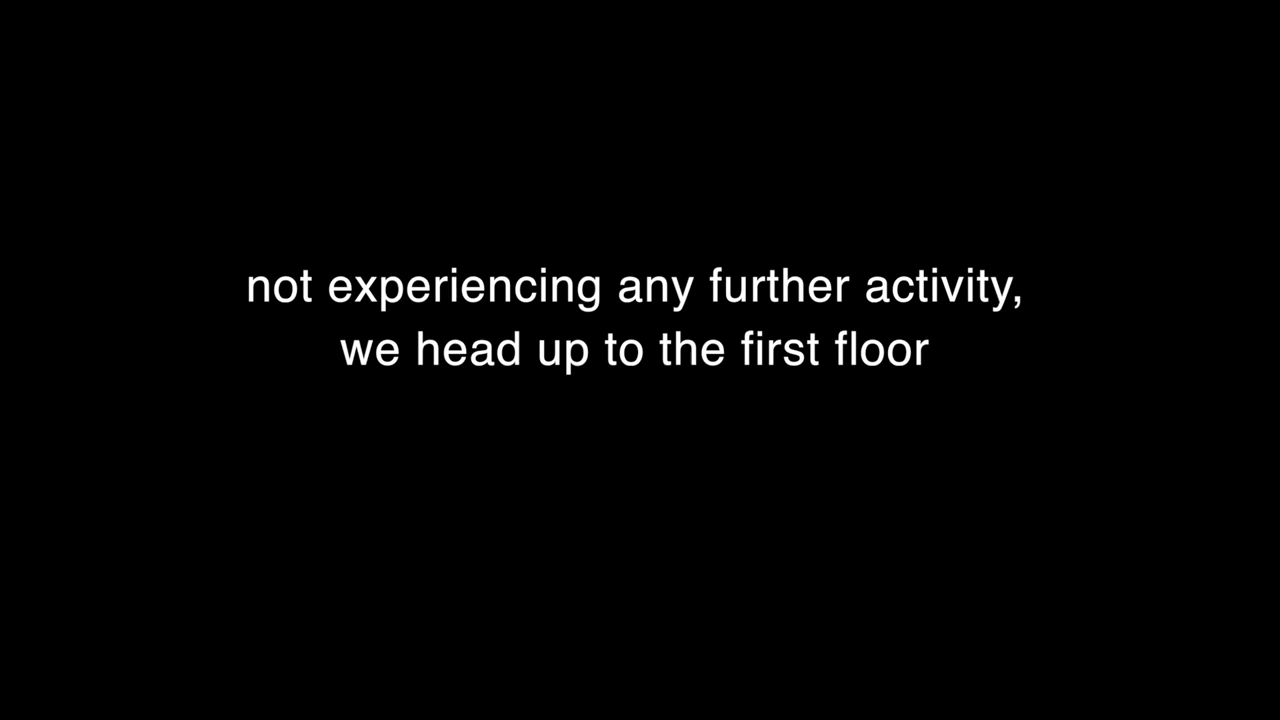 not experiencing any further activity,
we head up to the first floor